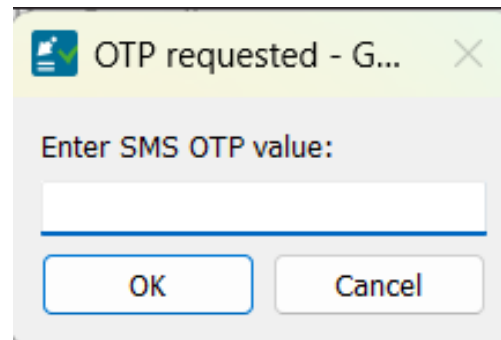 OTP requested - G...
Enter SMS OTP value:
OK
Cancel